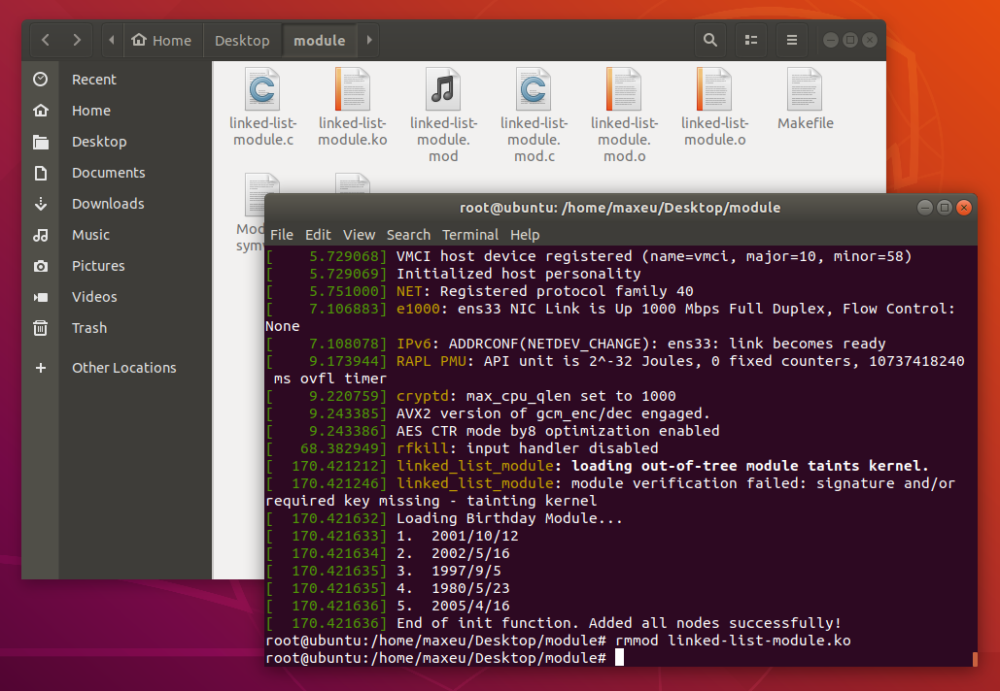 Home Desktop module
Recent
Home
Desktop
Documents
Downloads
Music
Pictures
Videos
Trash
Other Locations
linked-list-
module.c
linked-list-
module.ko
linked-list-
module.
mod
linked-list-
module.
mod.c
linked-list-
module.
mod.o
linked-list-
module.o
Makefile
root@ubuntu: /home/maxeu/Desktop/module
File Edit View Search Terminal Help
[    5.729068] VMCI host device registered (name=vmci, major=10, minor=58)
[    5.729069] Initialized host personality
[    5.751000] NET: Registered protocol family 40
[    7.106883] e1000: ens33 NIC Link is Up 1000 Mbps Full Duplex, Flow Control:
None
[    7.108078] IPv6: ADDRCONF(NETDEV_CHANGE): ens33: link becomes ready
[    9.173944] RAPL PMU: API unit is 2^-32 Joules, 0 fixed counters, 10737418240
ms ovfl timer
[    9.220759] cryptd: max_cpu_qlen set to 1000
[    9.243385] AVX2 version of gcm_enc/dec engaged.
[    9.243386] AES CTR mode by8 optimization enabled
[   68.382949] rfkill: input handler disabled
[  170.421212] linked_list_module: loading out-of-tree module taints kernel.
[  170.421246] linked_list_module: module verification failed: signature and/or
required key missing - tainting kernel
[  170.421632] Loading Birthday Module...
[  170.421633] 1.  2001/10/12
[  170.421634] 2.  2002/5/16
[  170.421635] 3.  1997/9/5
[  170.421635] 4.  1980/5/23
[  170.421636] 5.  2005/4/16
[  170.421636] End of init function. Added all nodes successfully!
root@ubuntu:/home/maxeu/Desktop/module# rmmod linked-list-module.ko
root@ubuntu:/home/maxeu/Desktop/module#